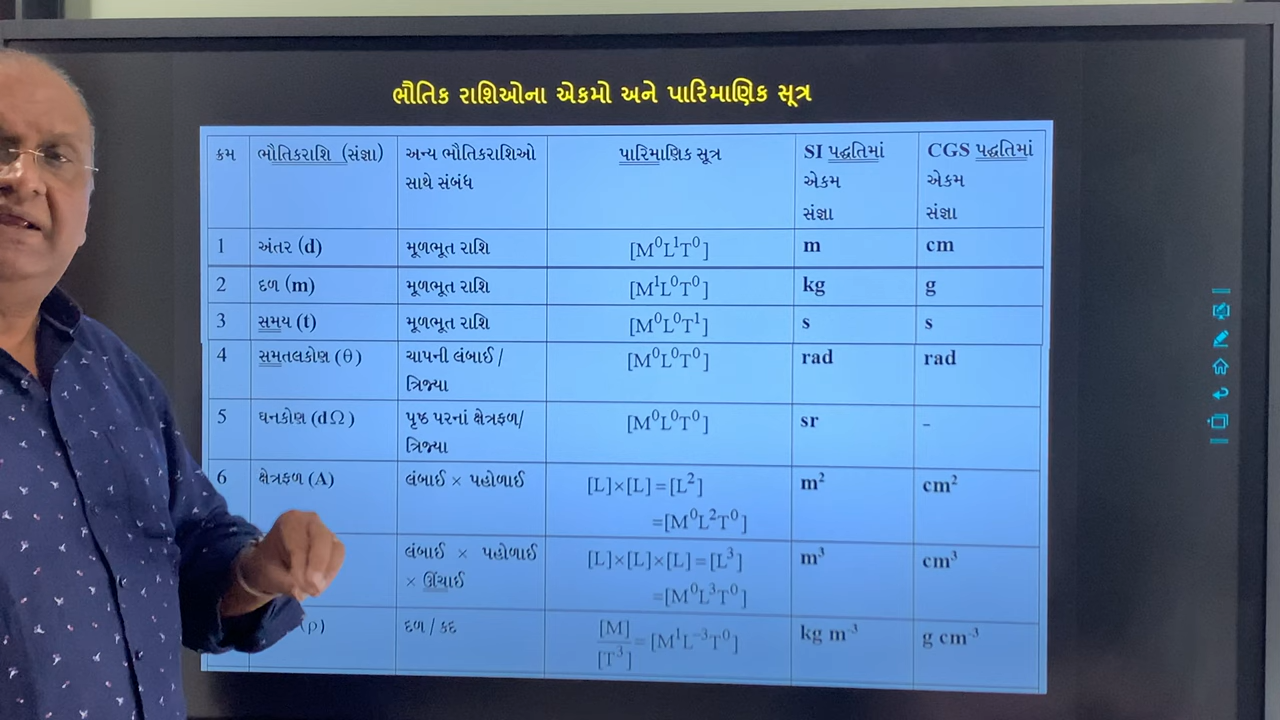 ભૌતિક રાશિઓના એકમો અને પારિમાણિક સૂત્ર
ક્રમ ભૌતિકરાશિ (સંજ્ઞા) અન્ય ભૌતિકરાશિઓ સાથે સંબંધ પારિમાણિક સૂત્ર SI પદ્ધતિમાં એકમ સંજ્ઞા CGS પદ્ધતિમાં એકમ સંજ્ઞા
1 અંતર (d) મૂળભૂત રાશિ [M⁰L¹T⁰] m cm
2 દળ (m) મૂળભૂત રાશિ [M¹L⁰T⁰] kg g
3 સમય (t) મૂળભૂત રાશિ [M⁰L⁰T¹] s s
4 સમતલકોણ (θ) ચાપની લંબાઈ / ત્રિજ્યા [M⁰L⁰T⁰] rad rad
5 ઘનકોણ (dΩ) પૃષ્ઠ પરનાં ક્ષેત્રફળ/ ત્રિજ્યા [M⁰L⁰T⁰] sr –
6 ક્ષેત્રફળ (A) લંબાઈ × પહોળાઈ [L]×[L]=[L²] =[M⁰L²T⁰] m² cm²
લંબાઈ × પહોળાઈ × ઊંચાઈ [L]×[L]×[L]=[L³] =[M⁰L³T⁰] m³ cm³
(ρ) દળ / કદ [M]/[T³]=[M¹L⁻³T⁰] kg m⁻³ g cm⁻³